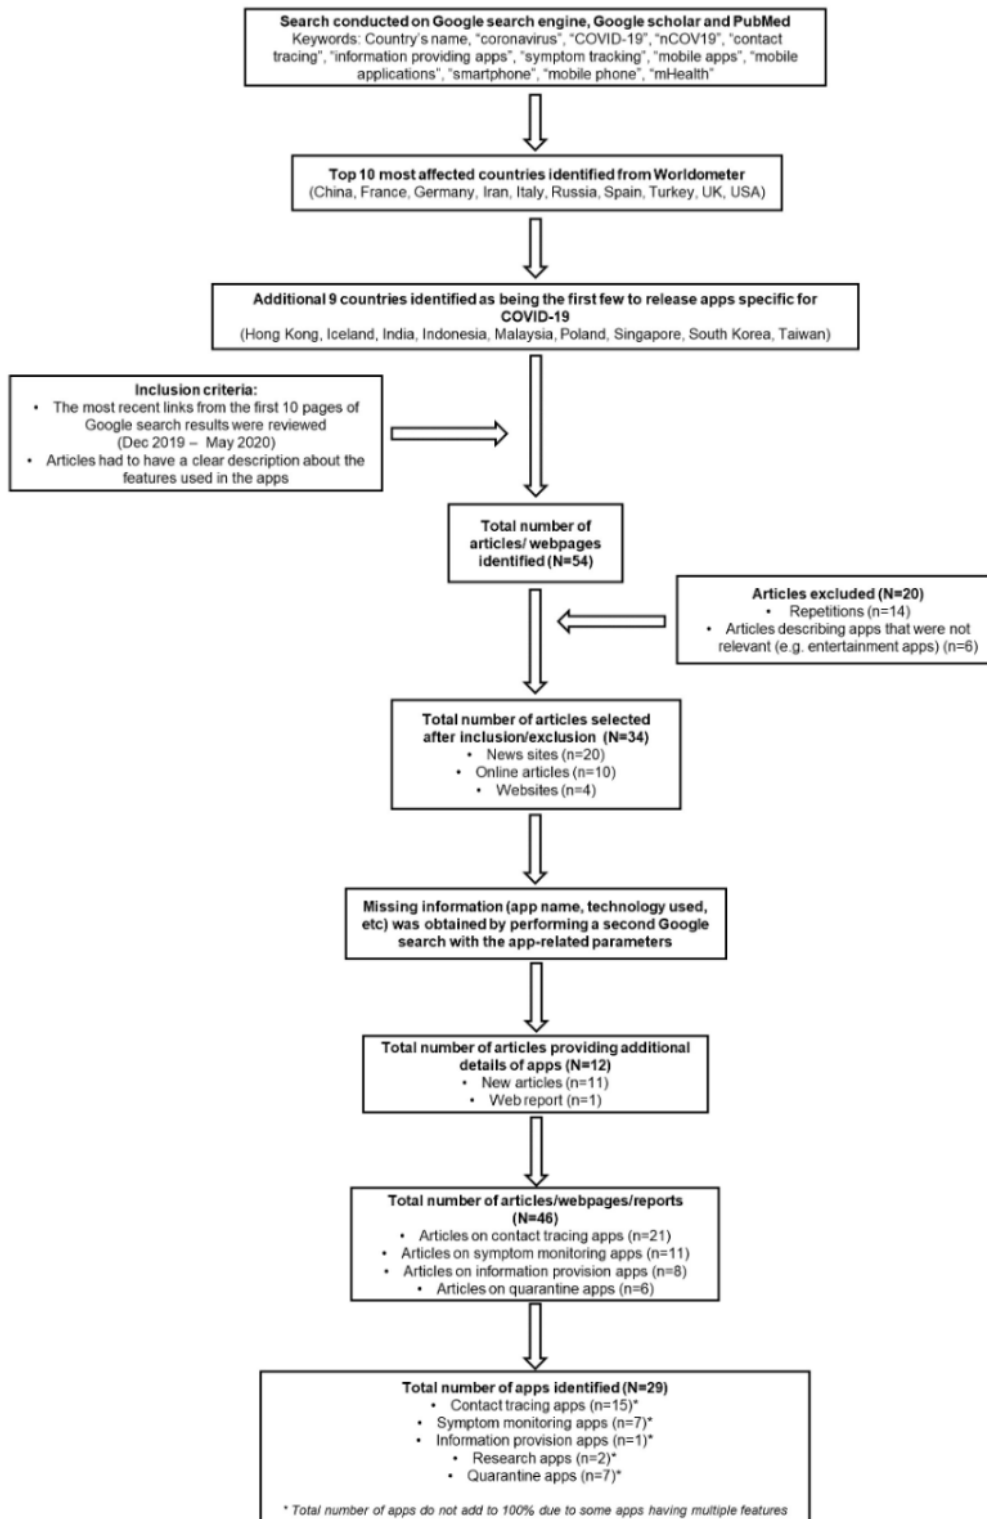 Search conducted on Google search engine, Google scholar and PubMed
Keywords: Country's name, "coronavirus", "COVID-19", "nCOV19", "contact
tracing", "information providing apps", "symptom tracking", "mobile apps", "mobile
applications", "smartphone", "mobile phone", "mHealth"
Top 10 most affected countries identified from Worldometer
(China, France, Germany, Iran, Italy, Russia, Spain, Turkey, UK, USA)
Additional 9 countries identified as being the first few to release apps specific for
COVID-19
(Hong Kong, Iceland, India, Indonesia, Malaysia, Poland, Singapore, South Korea, Taiwan)
Inclusion criteria:
• The most recent links from the first 10 pages of
Google search results were reviewed
(Dec 2019 – May 2020)
• Articles had to have a clear description about the
features used in the apps
Total number of
articles/ webpages
identified (N=54)
Articles excluded (N=20)
• Repetitions (n=14)
• Articles describing apps that were not
relevant (e.g. entertainment apps) (n=6)
Total number of articles selected
after inclusion/exclusion (N=34)
• News sites (n=20)
• Online articles (n=10)
• Websites (n=4)
Missing information (app name, technology used,
etc) was obtained by performing a second Google
search with the app-related parameters
Total number of articles providing additional
details of apps (N=12)
• New articles (n=11)
• Web report (n=1)
Total number of articles/webpages/reports
(N=46)
• Articles on contact tracing apps (n=21)
• Articles on symptom monitoring apps (n=11)
• Articles on information provision apps (n=8)
• Articles on quarantine apps (n=6)
Total number of apps identified (N=29)
• Contact tracing apps (n=15)*
• Symptom monitoring apps (n=7)*
• Information provision apps (n=1)*
• Research apps (n=2)*
• Quarantine apps (n=7)*
* Total number of apps do not add to 100% due to some apps having multiple features